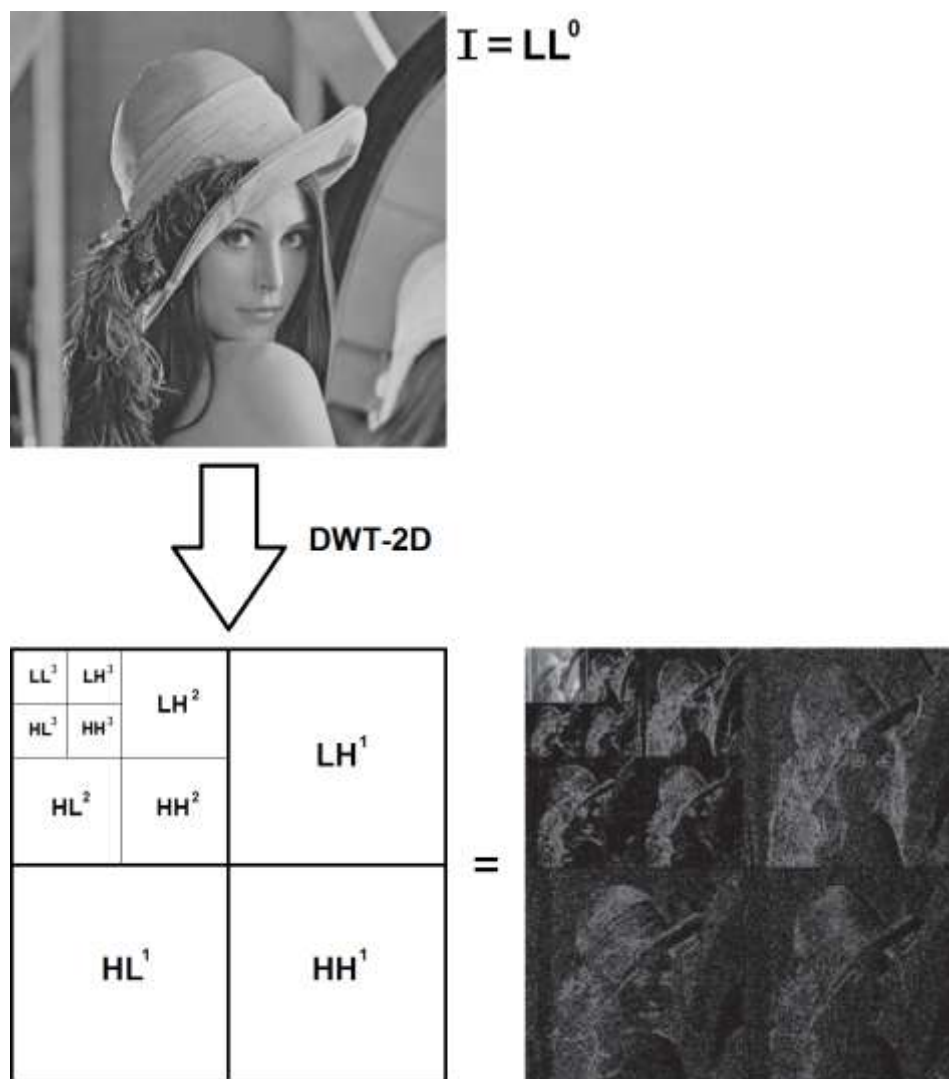 I = LL⁰
DWT-2D
LL³ LH³
LH²
HL³ HH³
LH¹
HL² HH²
=
HL¹ HH¹